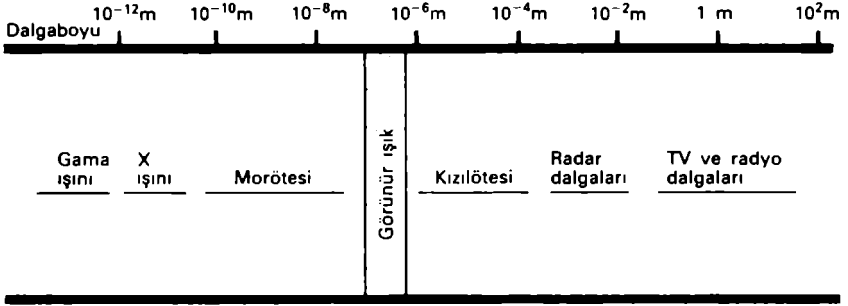 10⁻¹²m 10⁻¹⁰m 10⁻⁸m 10⁻⁶m 10⁻⁴m 10⁻²m 1 m 10²m
Dalgaboyu
Gama ışını
X ışını
Morötesi
Görünür ışık
Kızılötesi
Radar dalgaları
TV ve radyo dalgaları